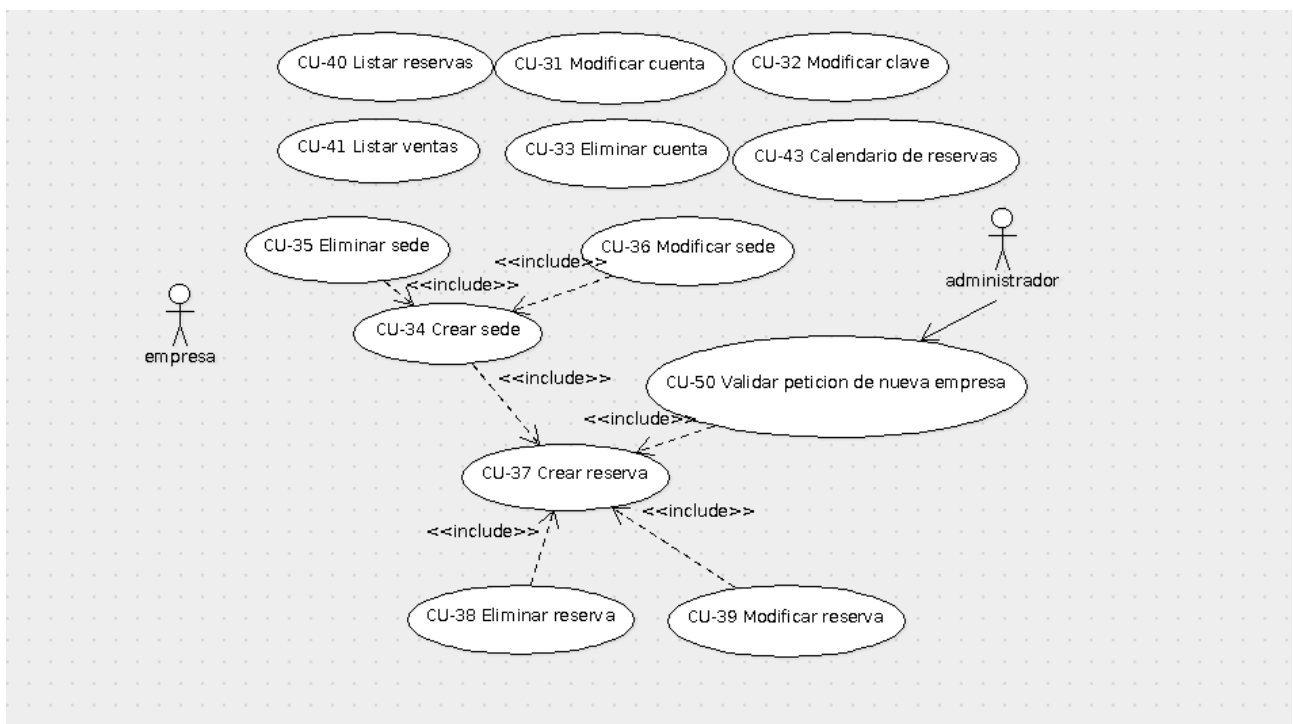 CU-40 Listar reservas
CU-31 Modificar cuenta
CU-32 Modificar clave
CU-41 Listar ventas
CU-33 Eliminar cuenta
CU-43 Calendario de reservas
CU-35 Eliminar sede
CU-36 Modificar sede
<<include>>
<<include>>
administrador
CU-34 Crear sede
empresa
<<include>>
CU-50 Validar peticion de nueva empresa
<<include>>
CU-37 Crear reserva
<<include>>
<<include>>
CU-38 Eliminar reserva
CU-39 Modificar reserva